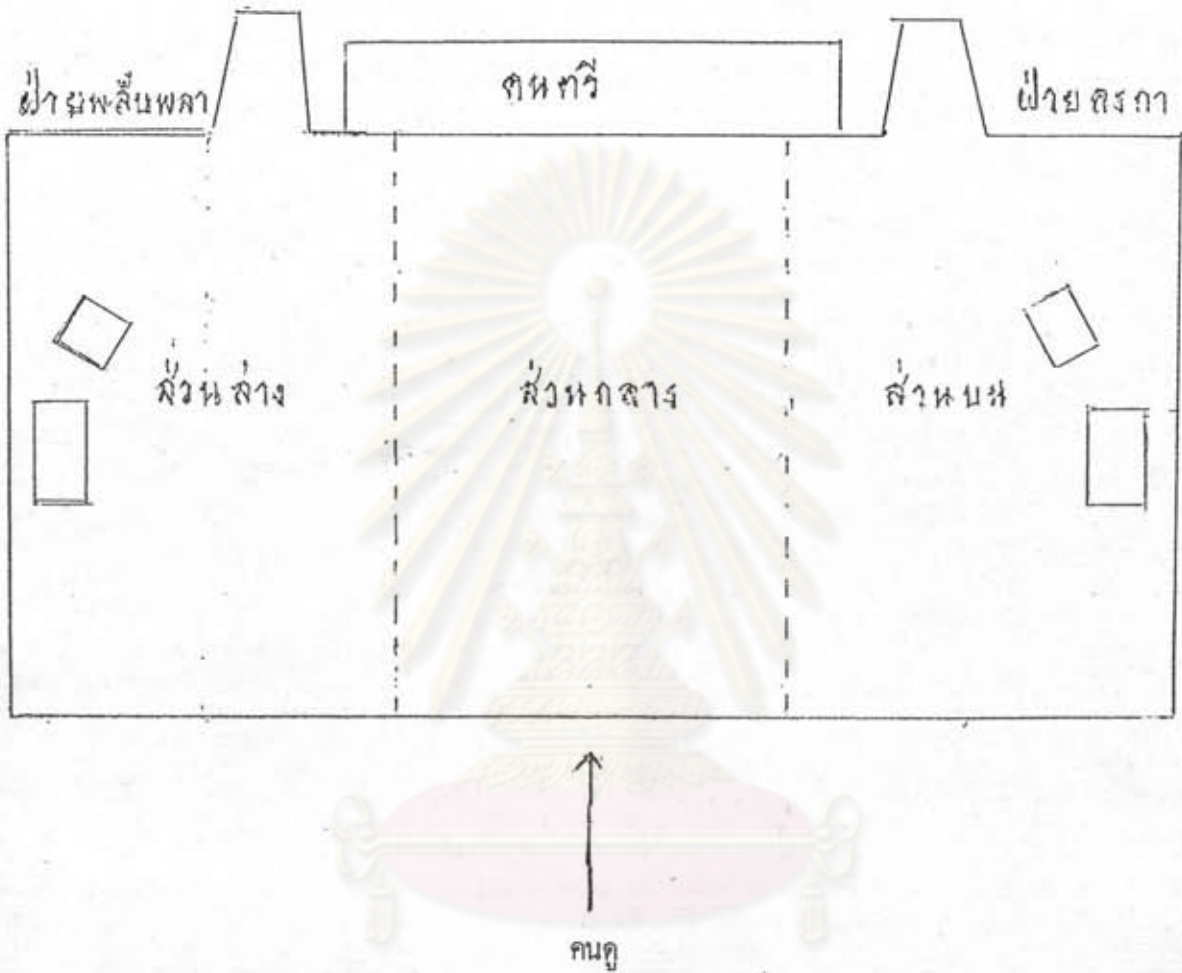 ดนตรี
ฝ่ายพลับพลา
ฝ่ายลงกา
ส่วนล่าง
ส่วนกลาง
ส่วนบน
คนดู